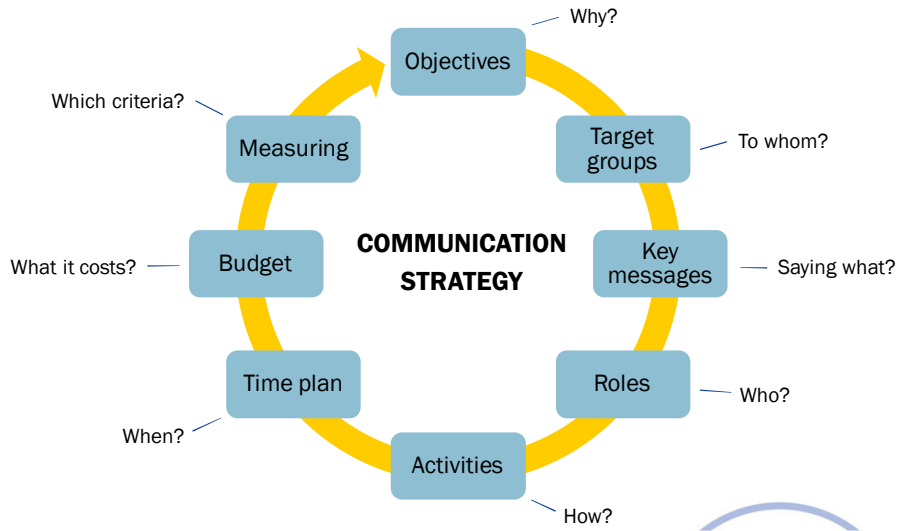 Why?
Objectives
Which criteria?
Measuring
Target
groups
To whom?
COMMUNICATION
STRATEGY
What it costs?
Budget
Key
messages
Saying what?
Time plan
Roles
Who?
When?
Activities
How?